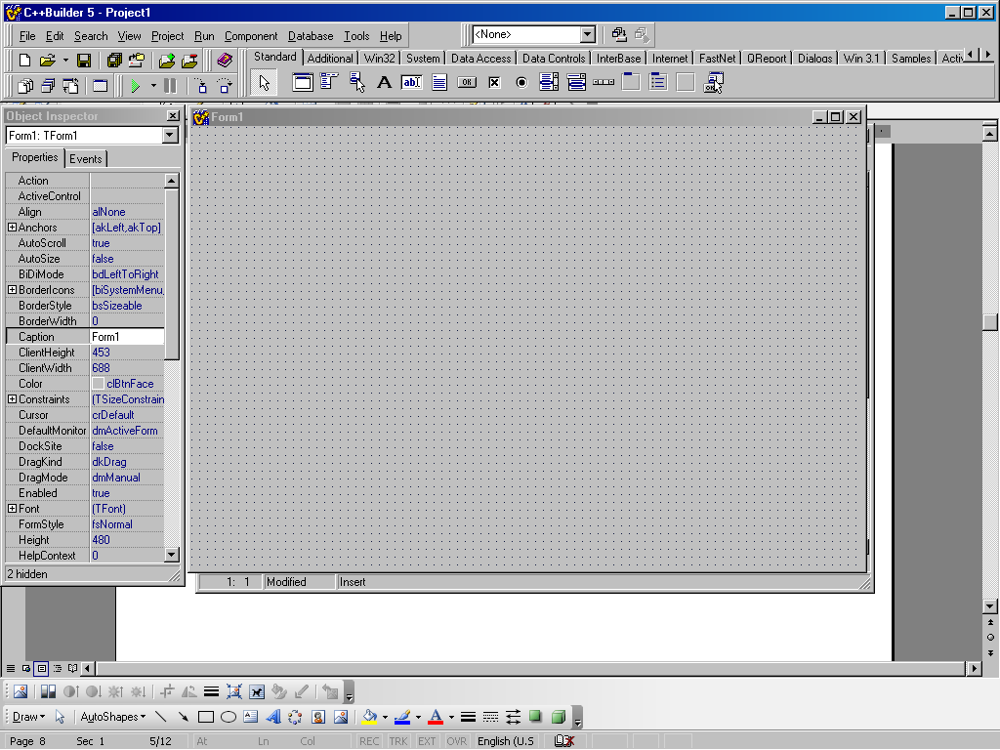 C++Builder 5 - Project1
File Edit Search View Project Run Component Database Tools Help
<None>
Standard Additional Win32 System Data Access Data Controls InterBase Internet FastNet QReport Dialogs Win 3.1 Samples Acti
A ab OK
Object Inspector
Form1: TForm1
Properties Events
Action
ActiveControl
Align alNone
Anchors [akLeft,akTop]
AutoScroll true
AutoSize false
BiDiMode bdLeftToRight
BorderIcons [biSystemMenu,
BorderStyle bsSizeable
BorderWidth 0
Caption Form1
ClientHeight 453
ClientWidth 688
Color clBtnFace
Constraints (TSizeConstrain
Cursor crDefault
DefaultMonitor dmActiveForm
DockSite false
DragKind dkDrag
DragMode dmManual
Enabled true
Font (TFont)
FormStyle fsNormal
Height 480
HelpContext 0
2 hidden
Form1
1: 1 Modified Insert
Draw AutoShapes A
Page 8 Sec 1 5/12 At Ln Col REC TRK EXT OVR English (U.S